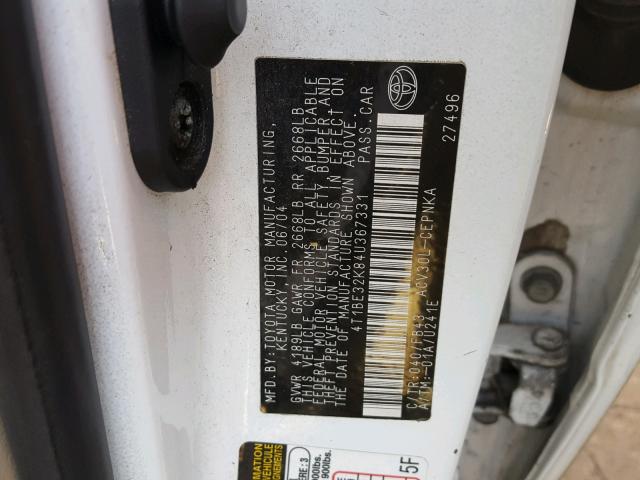 MFD.BY:TOYOTA MOTOR MANUFACTURING,
KENTUCKY, INC. 06/04
GVWR 4189LB GAWR FR 2668LB RR 2668LB
THIS VEHICLE CONFORMS TO ALL APPLICABLE
FEDERAL MOTOR VEHICLE SAFETY, BUMPER, AND
THEFT PREVENTION STANDARDS IN EFFECT ON
THE DATE OF MANUFACTURE SHOWN ABOVE.
4T1BE32K84U367331 PASS.CAR
C/TR:040/FB43 ACV30L-CEPNKA
A/TM:-01A/U241E
27496
VEHICLE
5F